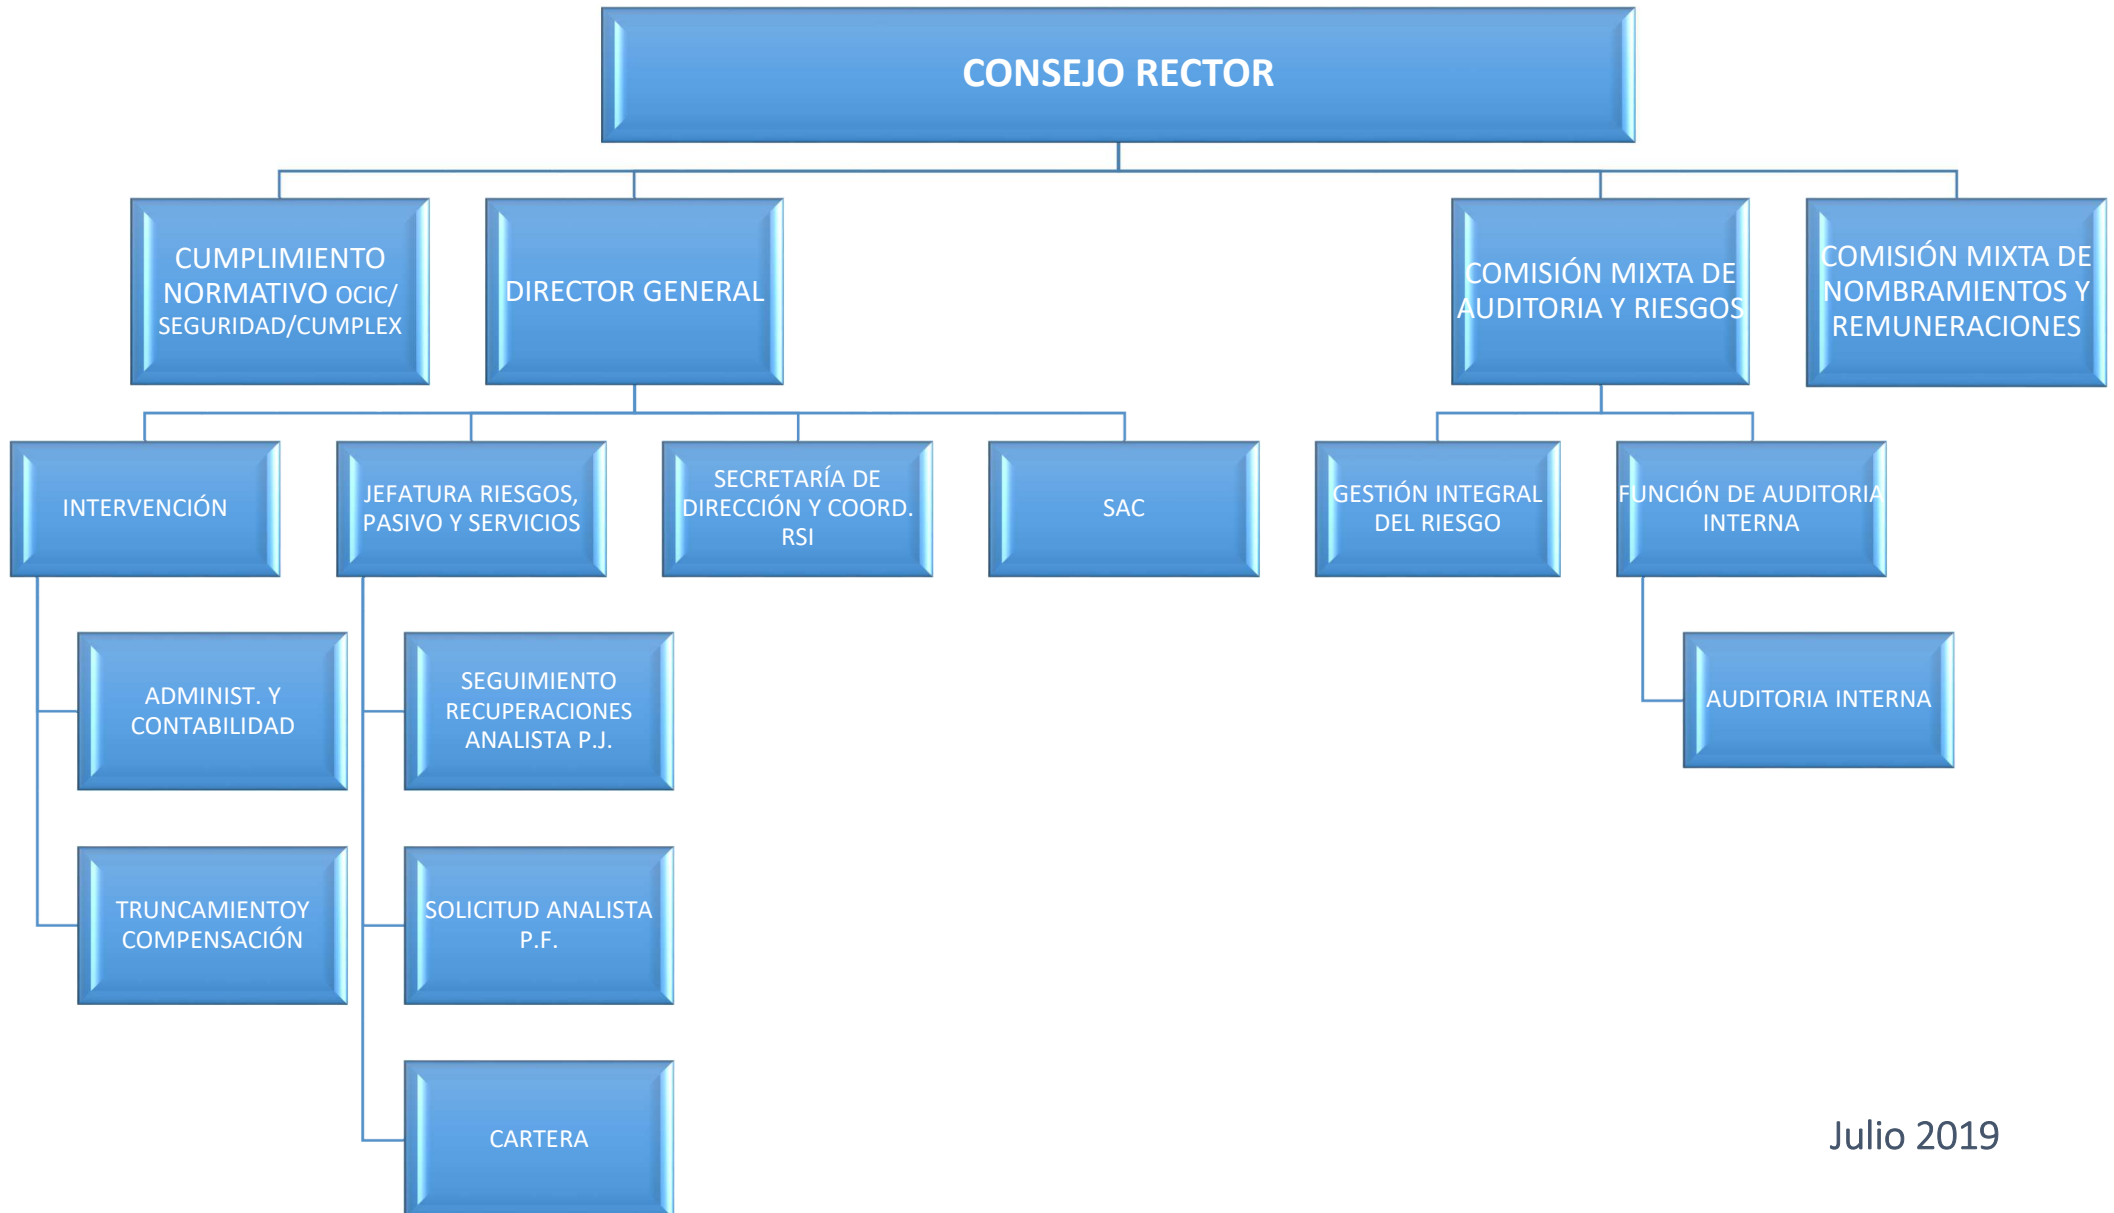 CONSEJO RECTOR
CUMPLIMIENTO
NORMATIVO OCIC/
SEGURIDAD/CUMPLEX
DIRECTOR GENERAL
COMISIÓN MIXTA DE
AUDITORIA Y RIESGOS
COMISIÓN MIXTA DE
NOMBRAMIENTOS Y
REMUNERACIONES
INTERVENCIÓN
JEFATURA RIESGOS,
PASIVO Y SERVICIOS
SECRETARÍA DE
DIRECCIÓN Y COORD.
RSI
SAC
GESTIÓN INTEGRAL
DEL RIESGO
FUNCIÓN DE AUDITORIA
INTERNA
ADMINIST. Y
CONTABILIDAD
SEGUIMIENTO
RECUPERACIONES
ANALISTA P.J.
AUDITORIA INTERNA
TRUNCAMIENTOY
COMPENSACIÓN
SOLICITUD ANALISTA
P.F.
CARTERA
Julio 2019